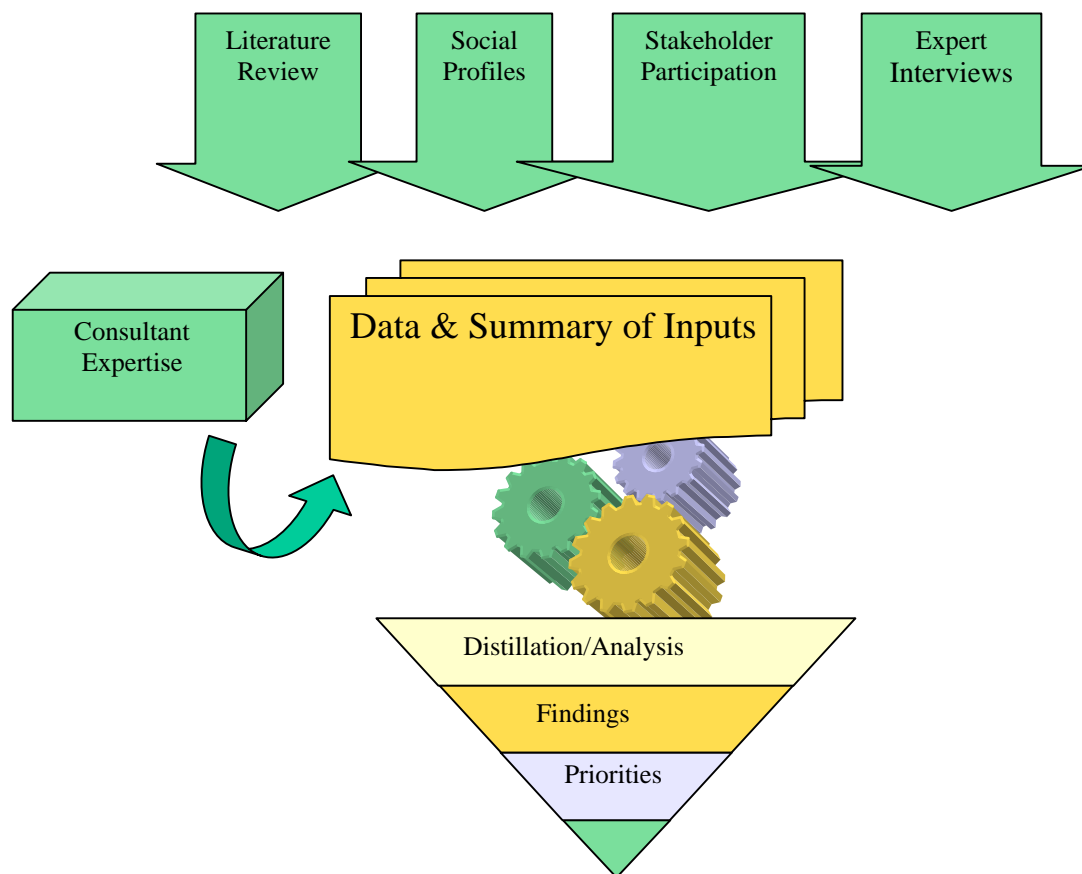 Literature
Review
Social
Profiles
Stakeholder
Participation
Expert
Interviews
Consultant
Expertise
Data & Summary of Inputs
Distillation/Analysis
Findings
Priorities